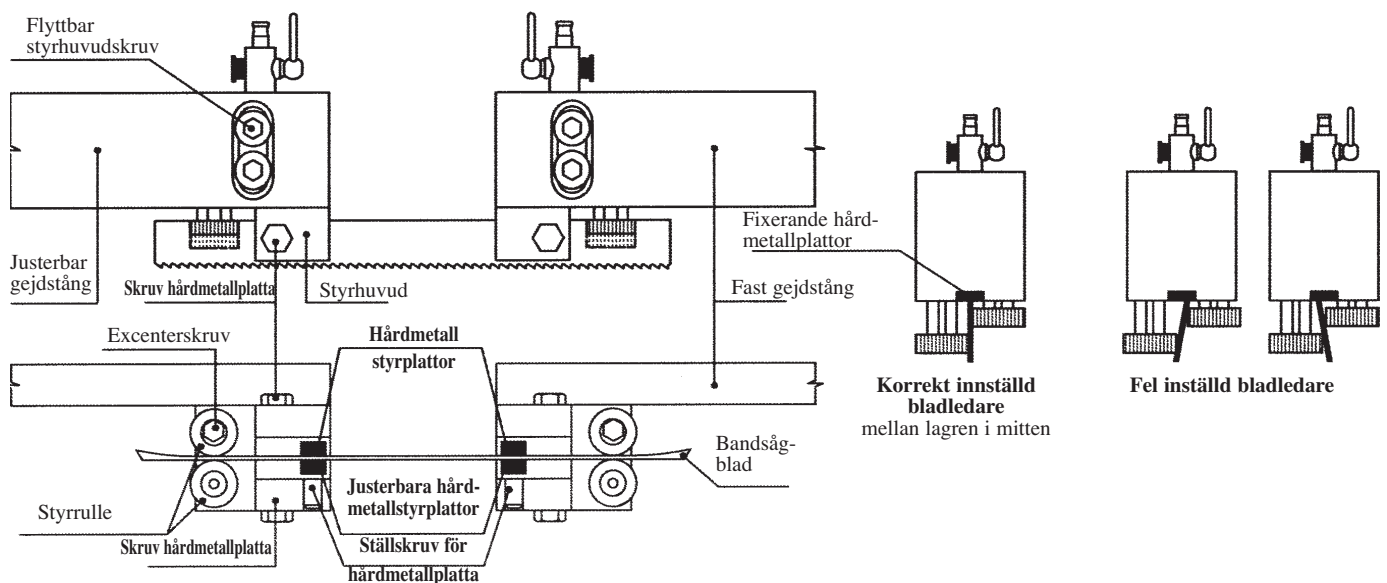 Flyttbar
styrhuvudskruv
Justerbar
gejdstång
Skruv hårdmetallplatta
Styrhuvud
Fast gejdstång
Fixerande hård-
metallplattor
Excenterskruv
Hårdmetall
styrplattor
Korrekt innställd
bladledare
mellan lagren i mitten
Fel inställd bladledare
Bandsåg-
blad
Justerbara hård-
metallstyrplattor
Styrrulle
Skruv hårdmetallplatta
Ställskruv för
hårdmetallplatta